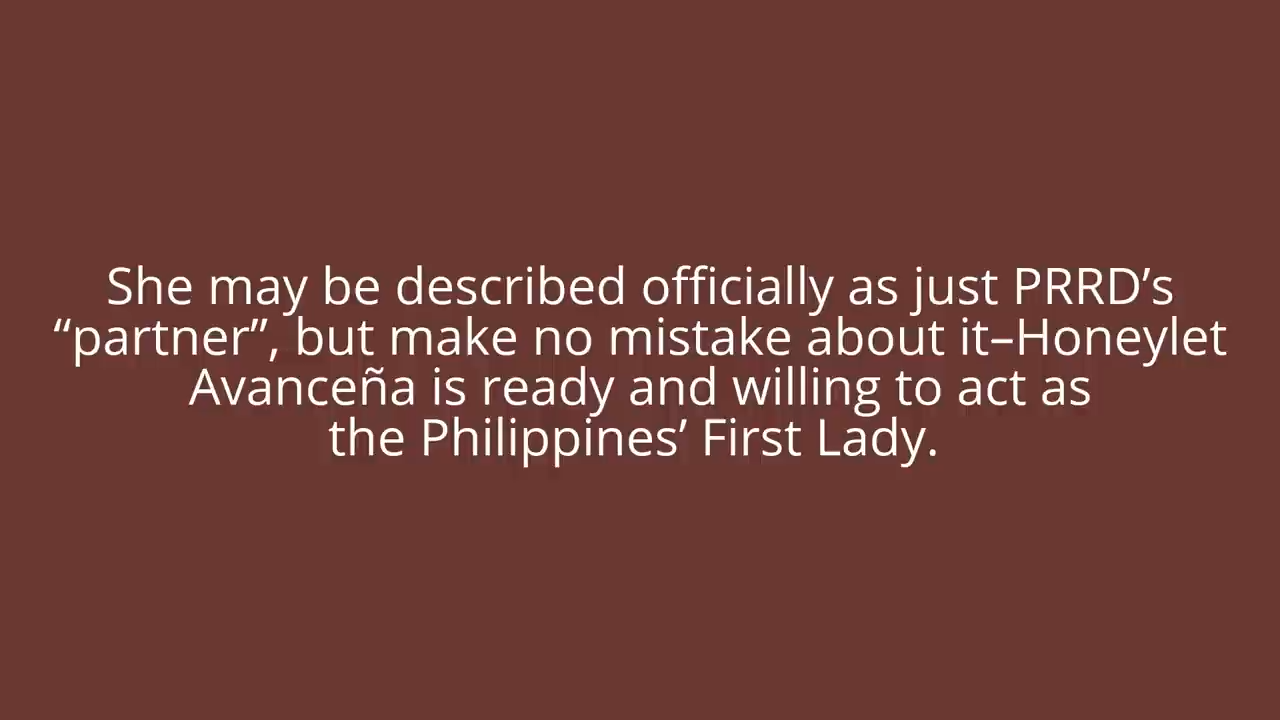 She may be described officially as just PRRD’s
“partner”, but make no mistake about it–Honeylet
Avanceña is ready and willing to act as
the Philippines’ First Lady.